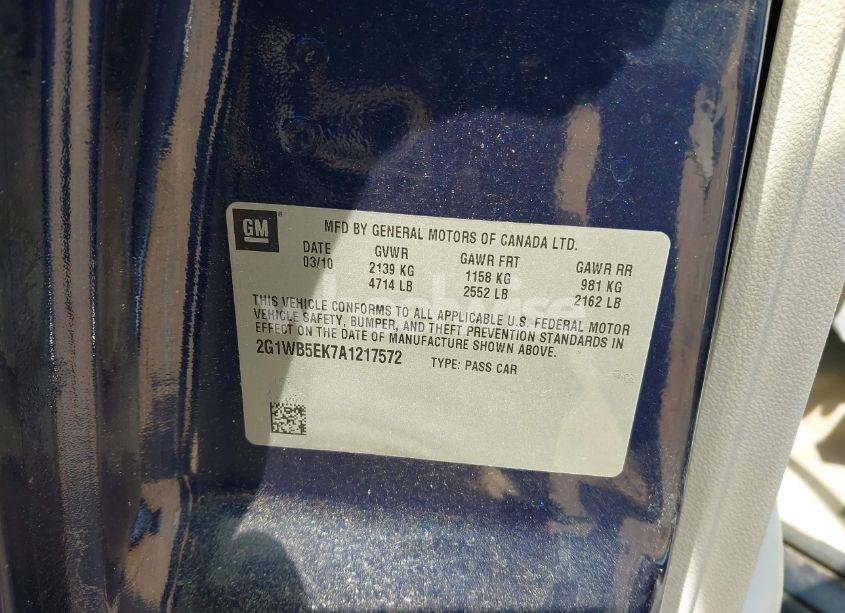 GM
MFD BY GENERAL MOTORS OF CANADA LTD.
DATE GVWR GAWR FRT GAWR RR
03/10 2139 KG 1158 KG 981 KG
4714 LB 2552 LB 2162 LB
THIS VEHICLE CONFORMS TO ALL APPLICABLE U.S. FEDERAL MOTOR
VEHICLE SAFETY, BUMPER, AND THEFT PREVENTION STANDARDS IN
EFFECT ON THE DATE OF MANUFACTURE SHOWN ABOVE.
2G1WB5EK7A1217572 TYPE: PASS CAR